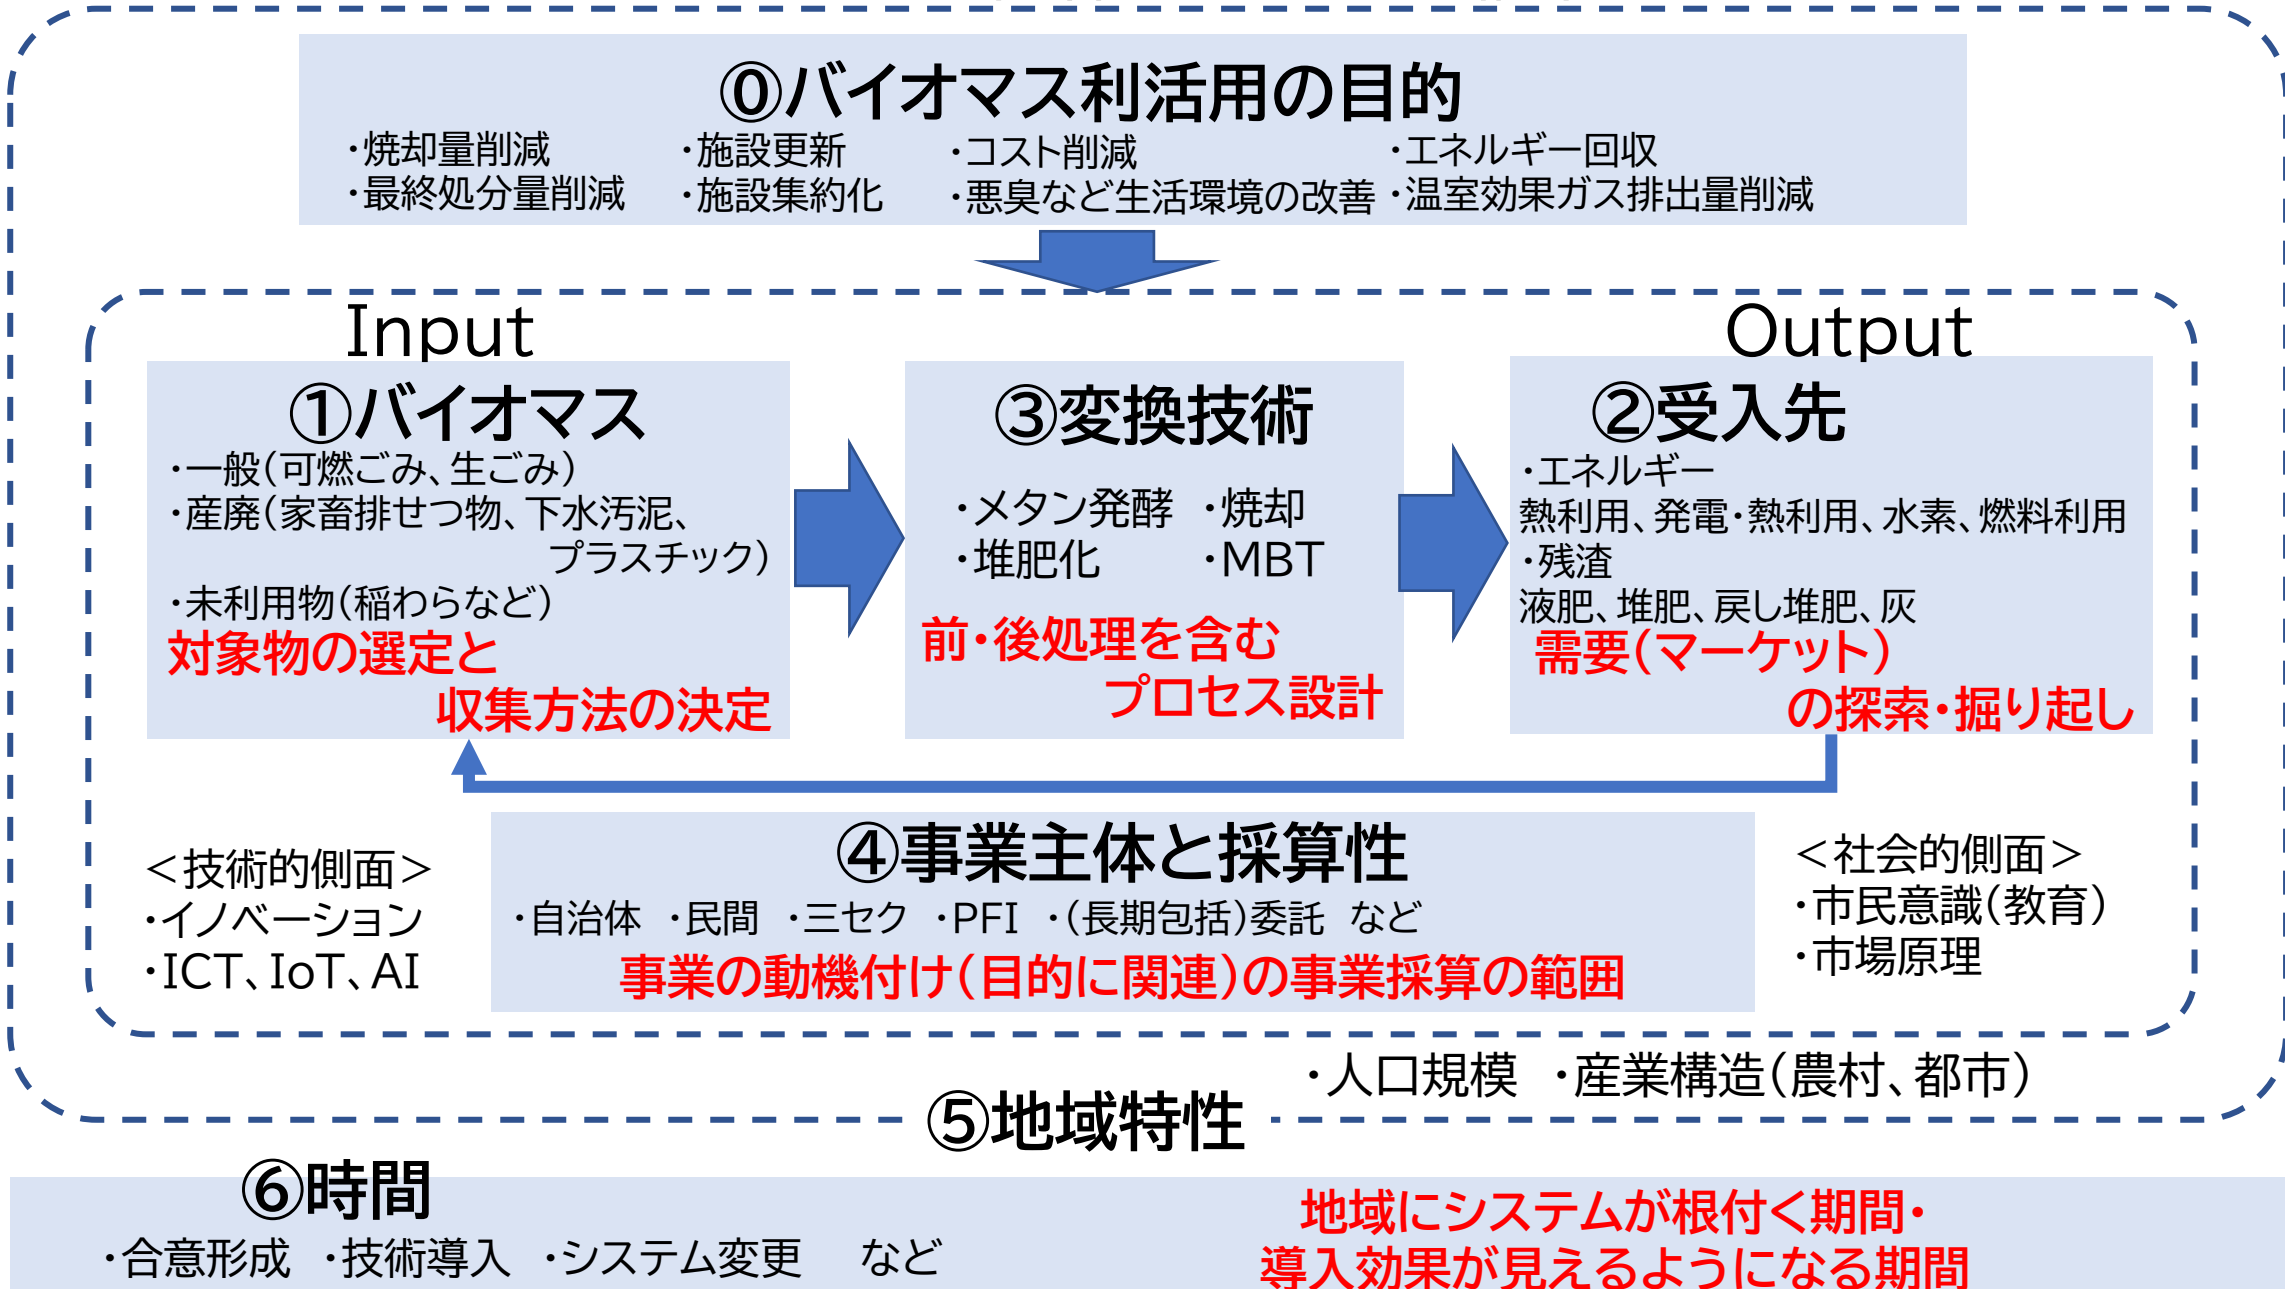 ⓪バイオマス利活用の目的
・焼却量削減 ・施設更新 ・コスト削減 ・エネルギー回収
・最終処分量削減 ・施設集約化 ・悪臭など生活環境の改善 ・温室効果ガス排出量削減
Input
①バイオマス
・一般(可燃ごみ、生ごみ)
・産廃(家畜排せつ物、下水汚泥、
プラスチック)
・未利用物(稲わらなど)
対象物の選定と
収集方法の決定
③変換技術
・メタン発酵 ・焼却
・堆肥化 ・MBT
前・後処理を含む
プロセス設計
Output
②受入先
・エネルギー
熱利用、発電・熱利用、水素、燃料利用
・残渣
液肥、堆肥、戻し堆肥、灰
需要(マーケット)
の探索・掘り起し
<技術的側面>
・イノベーション
・ICT、IoT、AI
④事業主体と採算性
・自治体 ・民間 ・三セク ・PFI ・(長期包括)委託 など
事業の動機付け(目的に関連)の事業採算の範囲
<社会的側面>
・市民意識(教育)
・市場原理
・人口規模 ・産業構造(農村、都市)
⑤地域特性
⑥時間
・合意形成 ・技術導入 ・システム変更 など
地域にシステムが根付く期間・
導入効果が見えるようになる期間